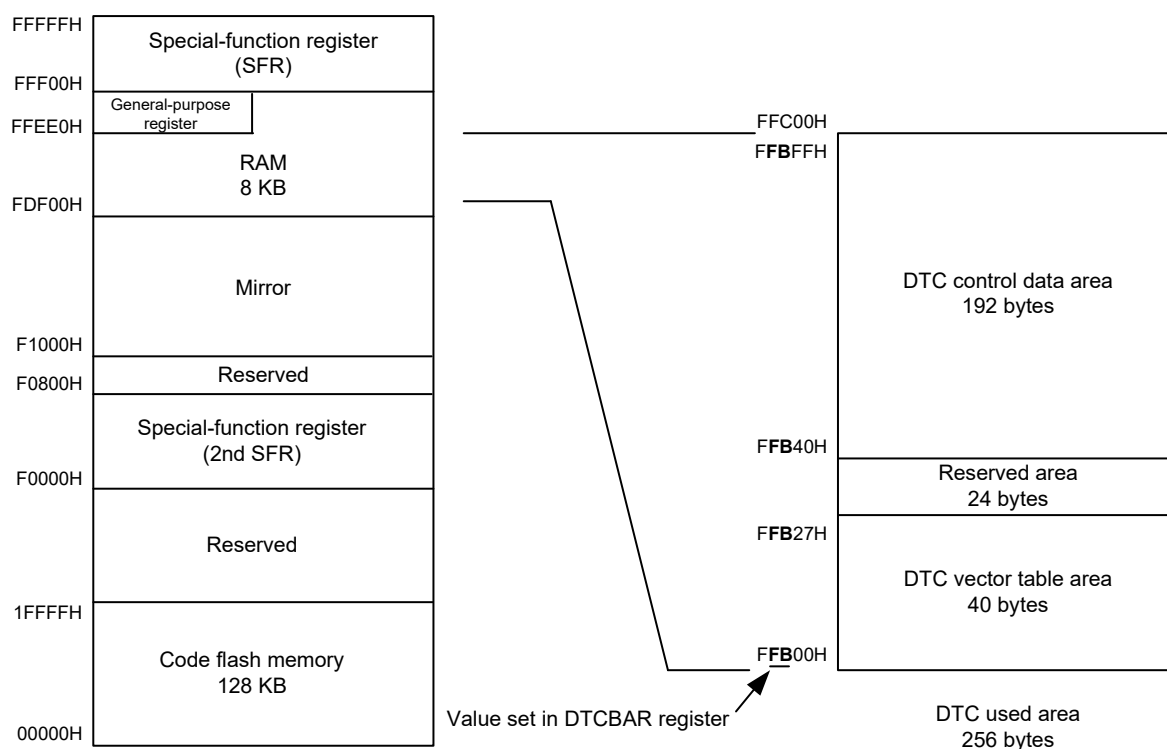 FFFFFH
Special-function register
(SFR)
FFF00H
General-purpose
register
FFEE0H
RAM
8 KB
FDF00H
Mirror
F1000H
Reserved
F0800H
Special-function register
(2nd SFR)
F0000H
Reserved
1FFFFH
Code flash memory
128 KB
00000H
FFC00H
FFBFFH
DTC control data area
192 bytes
FFB40H
Reserved area
24 bytes
FFB27H
DTC vector table area
40 bytes
FFB00H
Value set in DTCBAR register
DTC used area
256 bytes